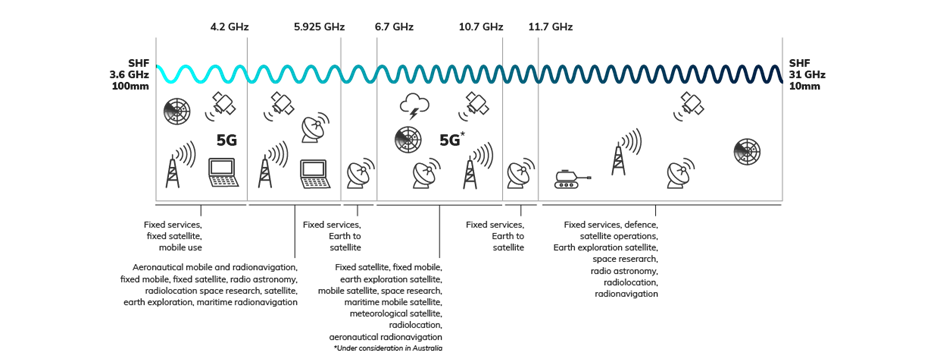 4.2 GHz
5.925 GHz
6.7 GHz
10.7 GHz
11.7 GHz
SHF
3.6 GHz
100mm
SHF
31 GHz
10mm
5G
5G*
Fixed services,
fixed satellite,
mobile use
Aeronautical mobile and radionavigation,
fixed mobile, fixed satellite, radio astronomy,
radiolocation space research, satellite,
earth exploration, maritime radionavigation
Fixed services,
Earth to
satellite
Fixed satellite, fixed mobile,
earth exploration satellite,
mobile satellite, space research,
maritime mobile satellite,
meteorological satellite,
radiolocation,
aeronautical radionavigation
*Under consideration in Australia
Fixed services,
Earth to
satellite
Fixed services, defence,
satellite operations,
Earth exploration satellite,
space rerearch,
radio astronomy,
radiolocation,
radionavigation